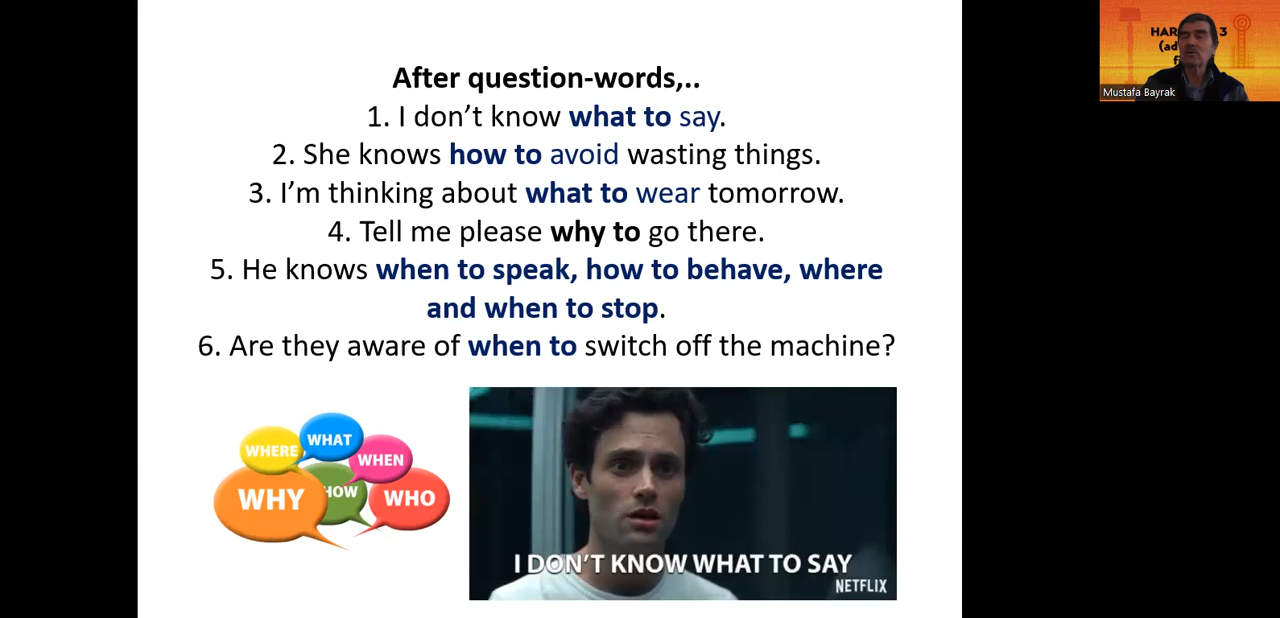 After question-words,..
1. I don’t know what to say.
2. She knows how to avoid wasting things.
3. I’m thinking about what to wear tomorrow.
4. Tell me please why to go there.
5. He knows when to speak, how to behave, where
and when to stop.
6. Are they aware of when to switch off the machine?
WHERE
WHAT
WHEN
WHY
HOW
WHO
I DON'T KNOW WHAT TO SAY
NETFLIX
3
Mustafa Bayrak